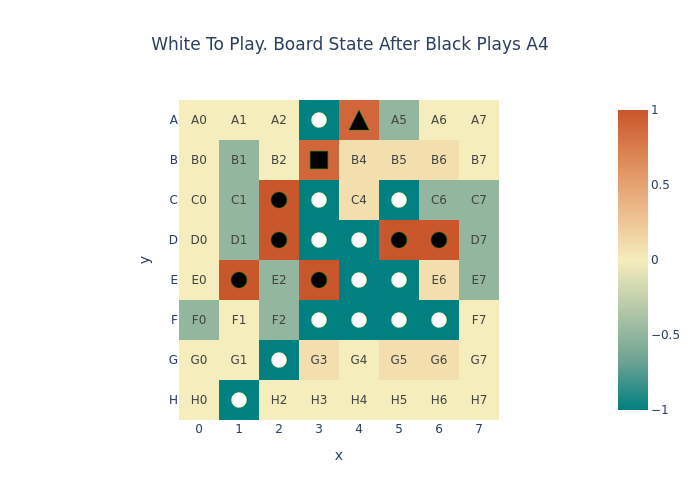 White To Play. Board State After Black Plays A4
A A0 A1 A2 A5 A6 A7
B B0 B1 B2 B4 B5 B6 B7
C C0 C1 C4 C6 C7
D D0 D1 D7
E E0 E2 E6 E7
F F0 F1 F2 F7
G G0 G1 G3 G4 G5 G6 G7
H H0 H2 H3 H4 H5 H6 H7
0 1 2 3 4 5 6 7
x
y
1
0.5
0
−0.5
−1